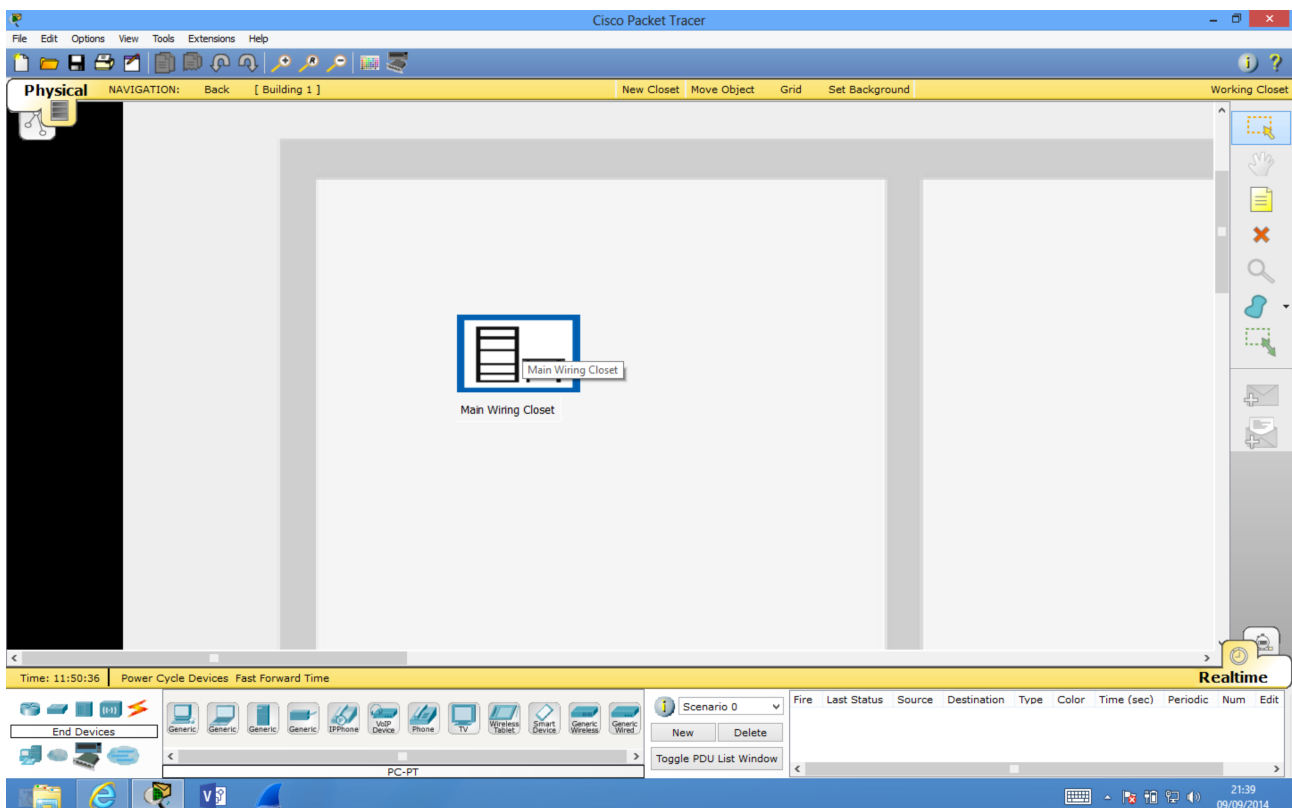 Cisco Packet Tracer
File Edit Options View Tools Extensions Help
Physical NAVIGATION: Back [ Building 1 ] New Closet Move Object Grid Set Background Working Closet
Main Wiring Closet
Main Wiring Closet
Time: 11:50:36 Power Cycle Devices Fast Forward Time Realtime
End Devices
Generic Generic Generic Generic IPPhone VoIP Device Phone TV Wireless Tablet Smart Device Generic Wireless Generic Wired
PC-PT
Scenario 0
New Delete
Toggle PDU List Window
Fire Last Status Source Destination Type Color Time (sec) Periodic Num Edit
21:39
09/09/2014